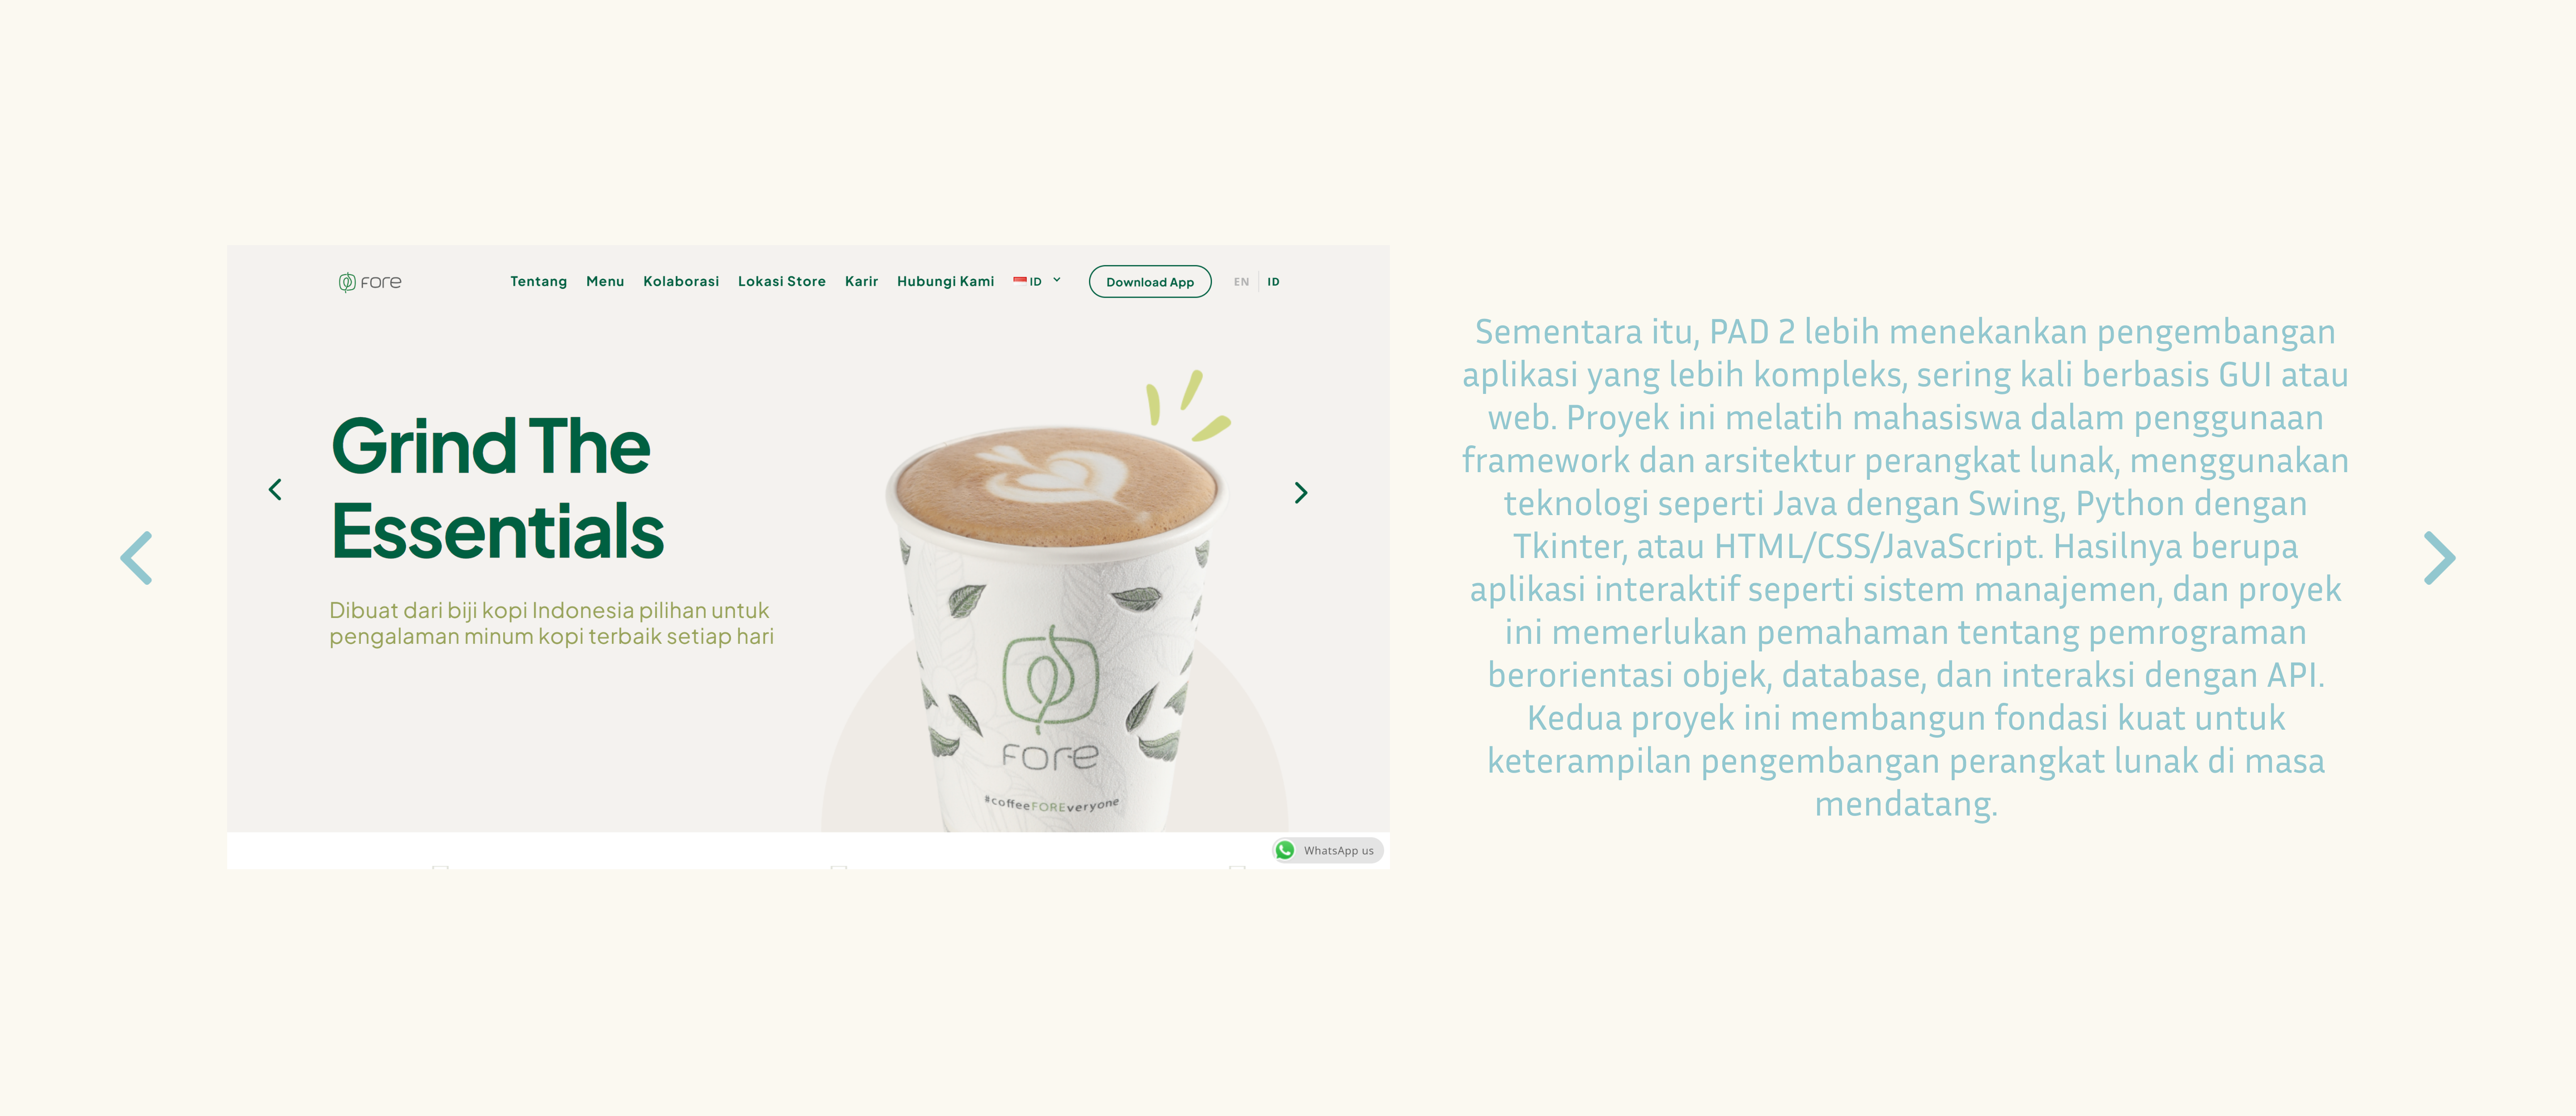 FORE
Tentang Menu Kolaborasi Lokasi Store Karir Hubungi Kami ID Download App EN ID
Grind The
Essentials
Dibuat dari biji kopi Indonesia pilihan untuk
pengalaman minum kopi terbaik setiap hari
FORE
#coffeeFOREveryone
WhatsApp us
Sementara itu, PAD 2 lebih menekankan pengembangan
aplikasi yang lebih kompleks, sering kali berbasis GUI atau
web. Proyek ini melatih mahasiswa dalam penggunaan
framework dan arsitektur perangkat lunak, menggunakan
teknologi seperti Java dengan Swing, Python dengan
Tkinter, atau HTML/CSS/JavaScript. Hasilnya berupa
aplikasi interaktif seperti sistem manajemen, dan proyek
ini memerlukan pemahaman tentang pemrograman
berorientasi objek, database, dan interaksi dengan API.
Kedua proyek ini membangun fondasi kuat untuk
keterampilan pengembangan perangkat lunak di masa
mendatang.